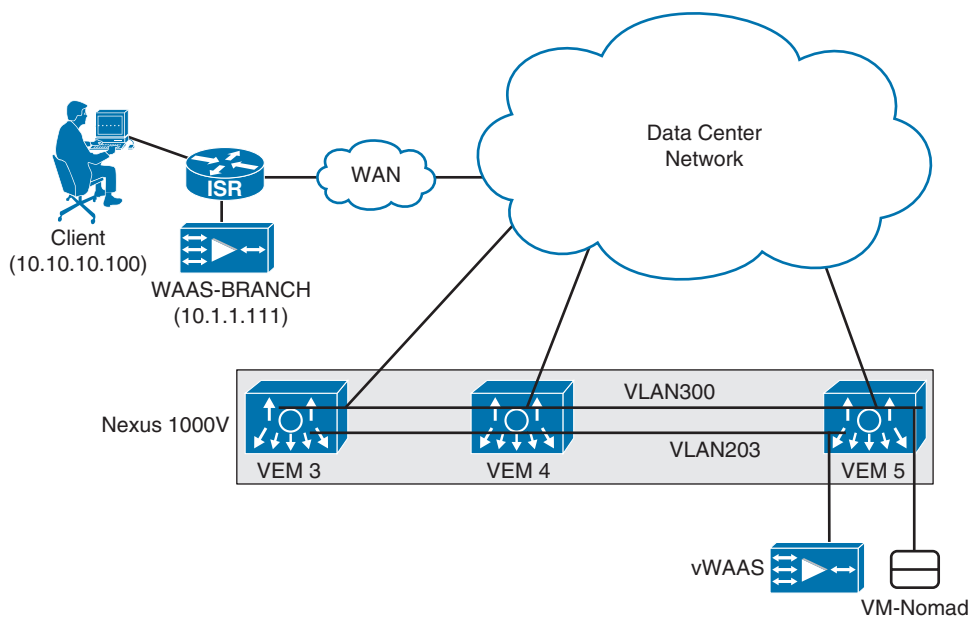 Data Center
Network
ISR
WAN
Client
(10.10.10.100)
WAAS-BRANCH
(10.1.1.111)
Nexus 1000V
VLAN300
VLAN203
VEM 3
VEM 4
VEM 5
vWAAS
VM-Nomad